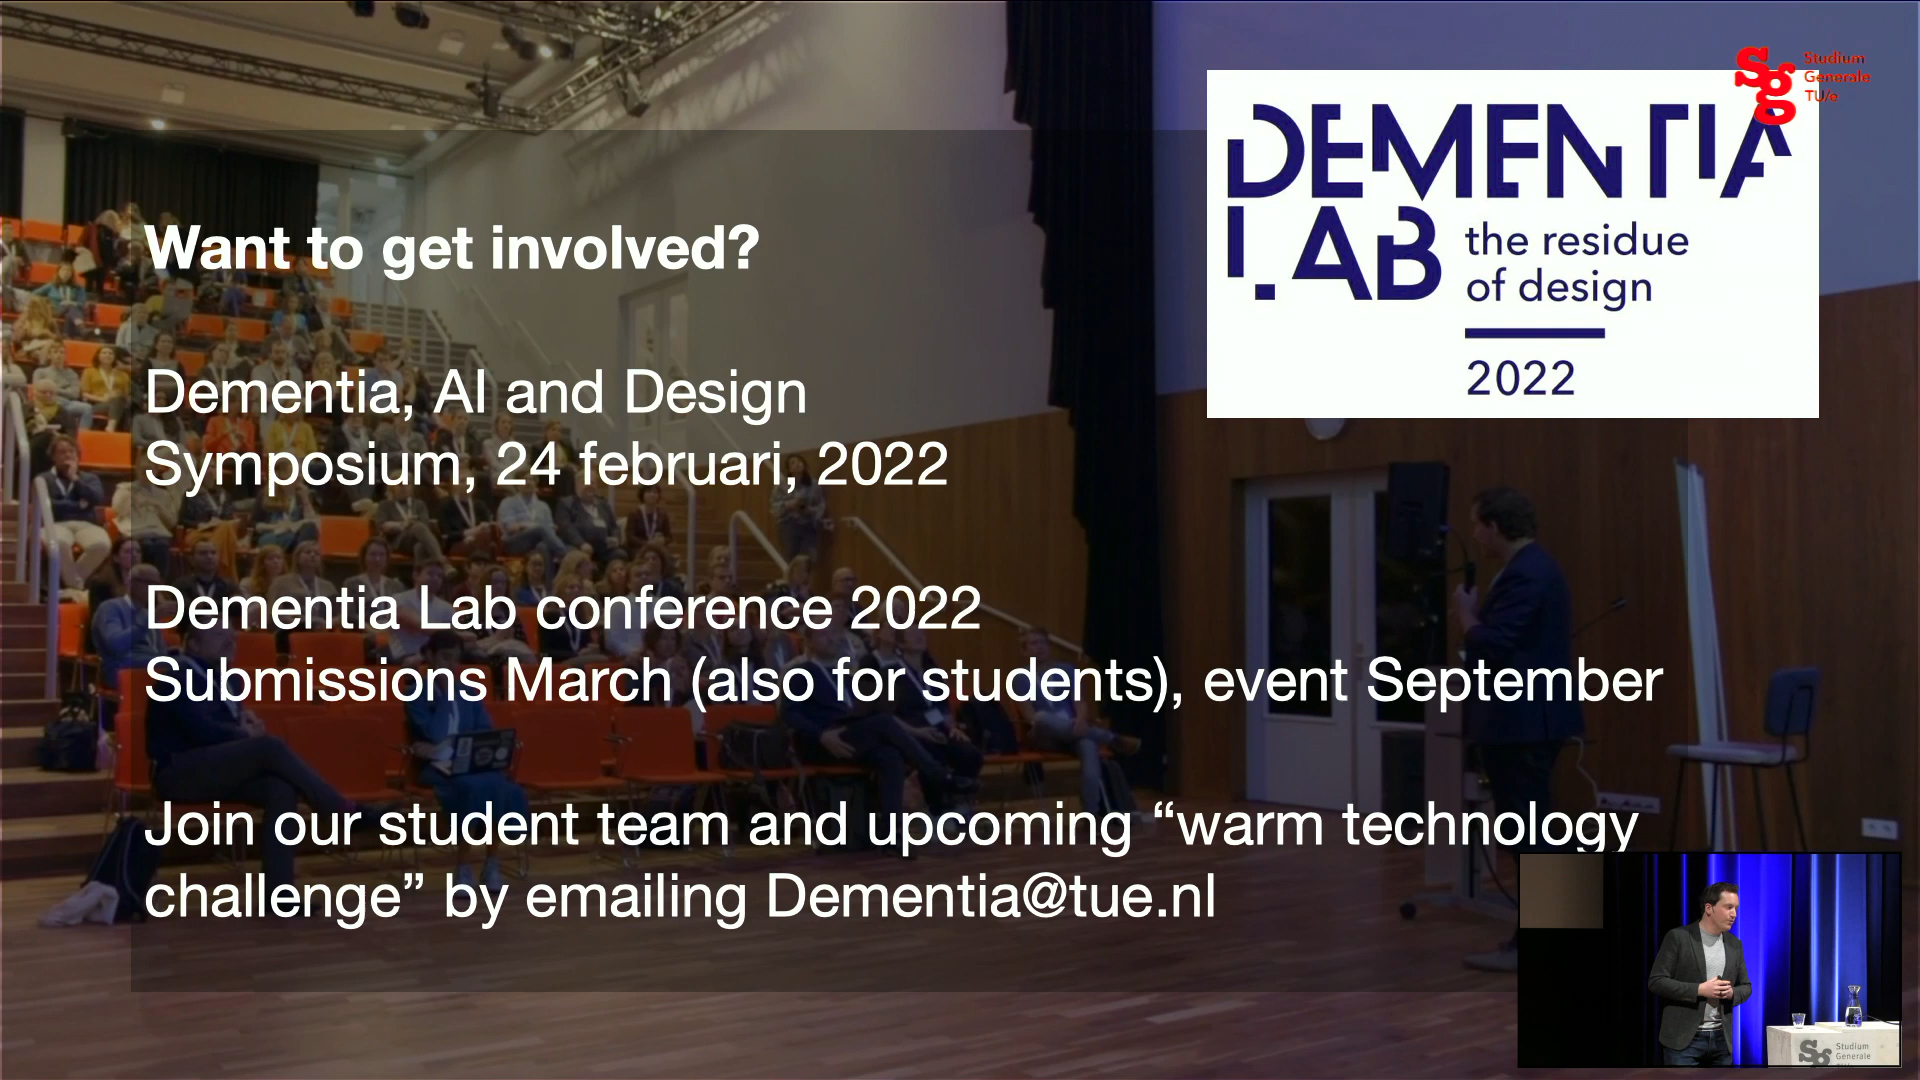 Studium
Generale
TU/e
Sg
DEMENTIA
LAB
the residue
of design
2022
Want to get involved?
Dementia, AI and Design
Symposium, 24 februari, 2022
Dementia Lab conference 2022
Submissions March (also for students), event September
Join our student team and upcoming “warm technology
challenge” by emailing Dementia@tue.nl
Sg
Studium
Generale